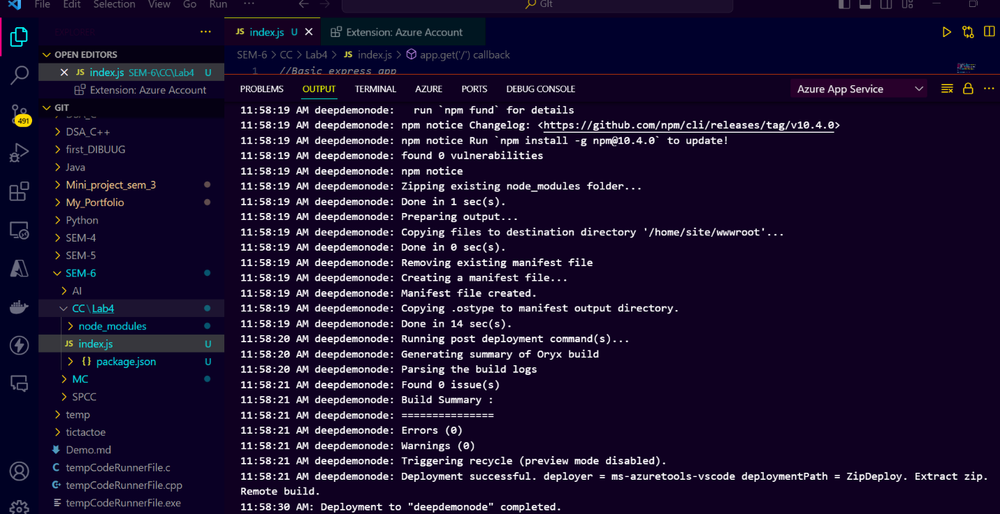 File Edit Selection View Go Run ··· GIt
EXPLORER ···
JS index.js U
Extension: Azure Account
OPEN EDITORS
JS index.js SEM-6\CC\Lab4 U
Extension: Azure Account
GIT
DSA_C
DSA_C++
first_DIBUUG
Java
Mini_project_sem_3
My_Portfolio
Python
SEM-4
SEM-5
SEM-6
AI
CC \ Lab4
node_modules
JS index.js U
{} package.json U
MC
SPCC
temp
tictactoe
Demo.md
C tempCodeRunnerFile.c
tempCodeRunnerFile.cpp
tempCodeRunnerFile.exe
491
SEM-6 > CC > Lab4 > JS index.js > app.get('/') callback
1 //Basic express app
PROBLEMS OUTPUT TERMINAL AZURE PORTS DEBUG CONSOLE Azure App Service ···
11:58:19 AM deepdemonode:   run `npm fund` for details
11:58:19 AM deepdemonode: npm notice Changelog: <https://github.com/npm/cli/releases/tag/v10.4.0>
11:58:19 AM deepdemonode: npm notice Run `npm install -g npm@10.4.0` to update!
11:58:19 AM deepdemonode: found 0 vulnerabilities
11:58:19 AM deepdemonode: npm notice
11:58:19 AM deepdemonode: Zipping existing node_modules folder...
11:58:19 AM deepdemonode: Done in 1 sec(s).
11:58:19 AM deepdemonode: Preparing output...
11:58:19 AM deepdemonode: Copying files to destination directory '/home/site/wwwroot'...
11:58:19 AM deepdemonode: Done in 0 sec(s).
11:58:19 AM deepdemonode: Removing existing manifest file
11:58:19 AM deepdemonode: Creating a manifest file...
11:58:19 AM deepdemonode: Manifest file created.
11:58:19 AM deepdemonode: Copying .ostype to manifest output directory.
11:58:19 AM deepdemonode: Done in 14 sec(s).
11:58:20 AM deepdemonode: Running post deployment command(s)...
11:58:20 AM deepdemonode: Generating summary of Oryx build
11:58:20 AM deepdemonode: Parsing the build logs
11:58:21 AM deepdemonode: Found 0 issue(s)
11:58:21 AM deepdemonode: Build Summary :
11:58:21 AM deepdemonode: ===============
11:58:21 AM deepdemonode: Errors (0)
11:58:21 AM deepdemonode: Warnings (0)
11:58:21 AM deepdemonode: Triggering recycle (preview mode disabled).
11:58:21 AM deepdemonode: Deployment successful. deployer = ms-azuretools-vscode deploymentPath = ZipDeploy. Extract zip.
Remote build.
11:58:30 AM: Deployment to "deepdemonode" completed.